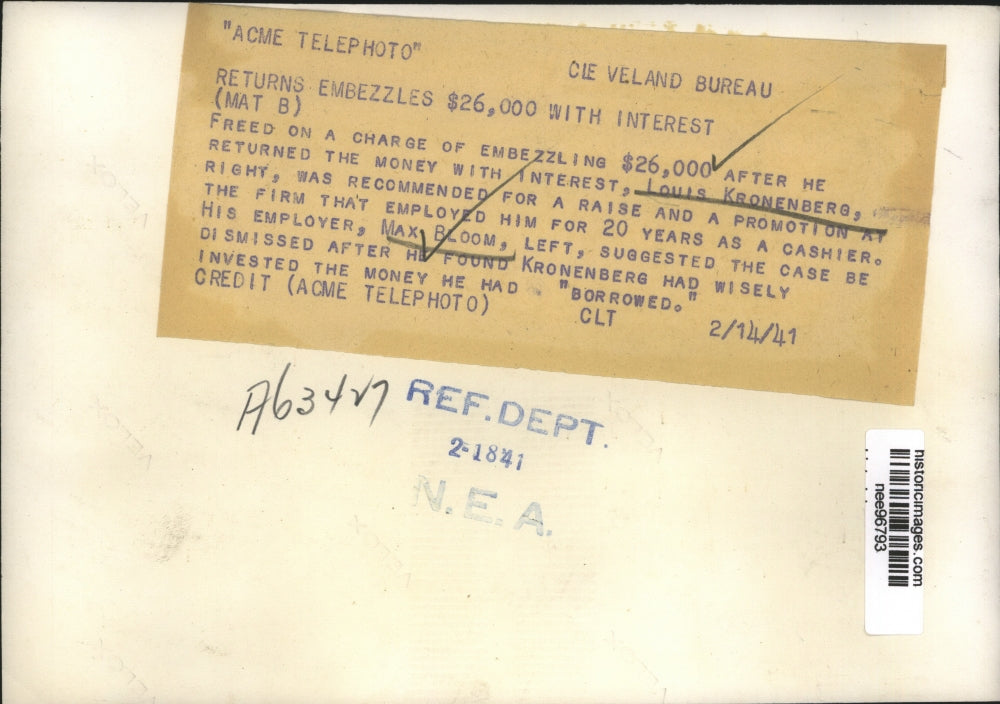 "ACME TELEPHOTO"
CLEVELAND BUREAU
RETURNS EMBEZZLES $26,000 WITH INTEREST
(MAT B)
FREED ON A CHARGE OF EMBEZZLING $26,000 AFTER HE
RETURNED THE MONEY WITH INTEREST, LOUIS KRONENBERG,
RIGHT, WAS RECOMMENDED FOR A RAISE AND A PROMOTION AT
THE FIRM THAT EMPLOYED HIM FOR 20 YEARS AS A CASHIER.
HIS EMPLOYER, MAX BLOOM, LEFT, SUGGESTED THE CASE BE
DISMISSED AFTER HE FOUND KRONENBERG HAD WISELY
INVESTED THE MONEY HE HAD "BORROWED."
CREDIT (ACME TELEPHOTO) CLT 2/14/41
A63427
REF. DEPT.
2-1841
N. E. A.
historicimages.com
nee96793